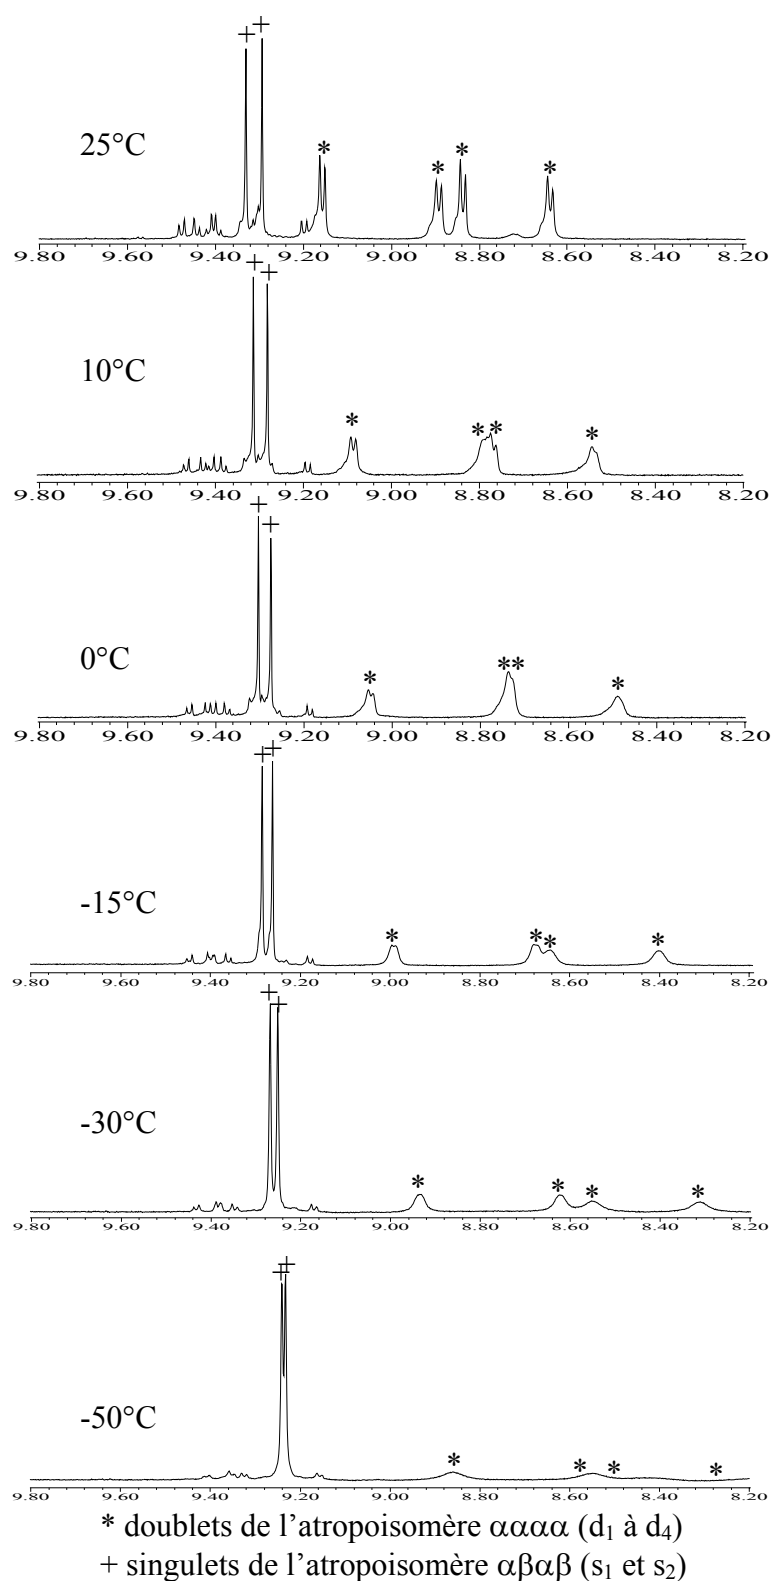 + +
25°C * * * *
9.80 9.60 9.40 9.20 9.00 8.80 8.60 8.40 8.20
+ +
10°C * * * *
9.80 9.60 9.40 9.20 9.00 8.80 8.60 8.40 8.20
+ +
0°C * ** *
9.80 9.60 9.40 9.20 9.00 8.80 8.60 8.40 8.20
+ +
-15°C * * * *
9.80 9.60 9.40 9.20 9.00 8.80 8.60 8.40 8.20
+ +
-30°C * * * *
9.80 9.60 9.40 9.20 9.00 8.80 8.60 8.40 8.20
+ +
-50°C * * * *
9.80 9.60 9.40 9.20 9.00 8.80 8.60 8.40 8.20
* doublets de l’atropoisomère αααα (d₁ à d₄)
+ singulets de l’atropoisomère αβαβ (s₁ et s₂)